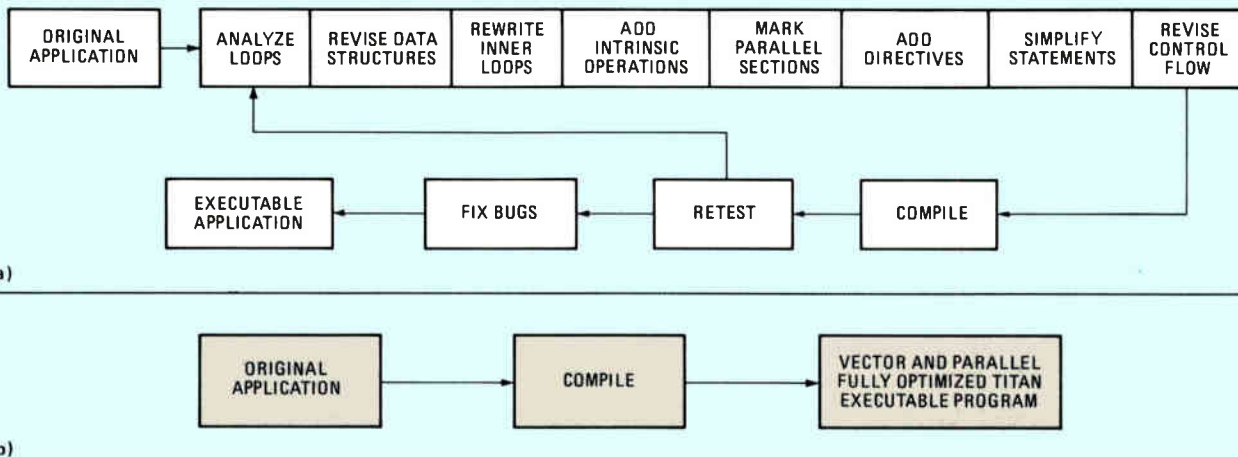 ORIGINAL
APPLICATION
ANALYZE
LOOPS
REVISE DATA
STRUCTURES
REWRITE
INNER
LOOPS
ADD
INTRINSIC
OPERATIONS
MARK
PARALLEL
SECTIONS
ADD
DIRECTIVES
SIMPLIFY
STATEMENTS
REVISE
CONTROL
FLOW
EXECUTABLE
APPLICATION
FIX BUGS
RETEST
COMPILE
a)
ORIGINAL
APPLICATION
COMPILE
VECTOR AND PARALLEL
FULLY OPTIMIZED TITAN
EXECUTABLE PROGRAM
b)